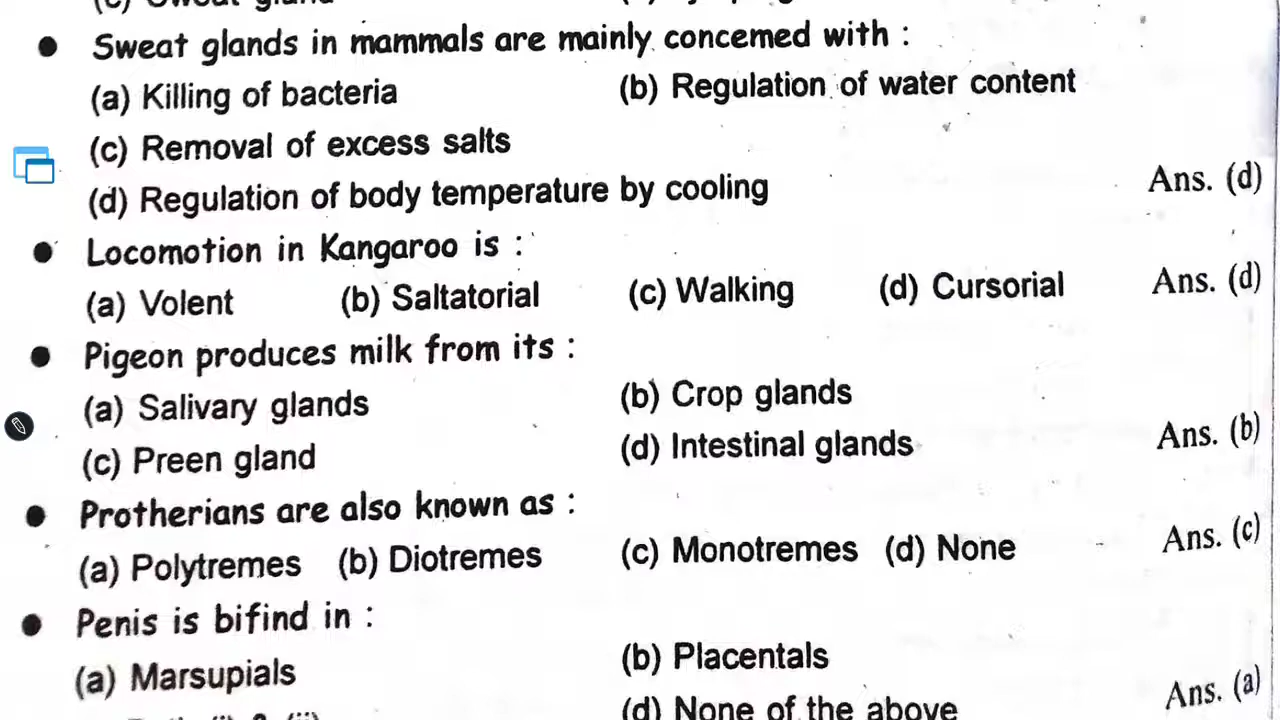 (c) Sweat gland
● Sweat glands in mammals are mainly concemed with :
(a) Killing of bacteria (b) Regulation of water content
(c) Removal of excess salts
(d) Regulation of body temperature by cooling Ans. (d)
● Locomotion in Kangaroo is :
(a) Volent (b) Saltatorial (c) Walking (d) Cursorial Ans. (d)
● Pigeon produces milk from its :
(a) Salivary glands (b) Crop glands
(c) Preen gland (d) Intestinal glands Ans. (b)
● Protherians are also known as :
(a) Polytremes (b) Diotremes (c) Monotremes (d) None Ans. (c)
● Penis is bifind in :
(a) Marsupials (b) Placentals
(d) None of the above Ans. (a)